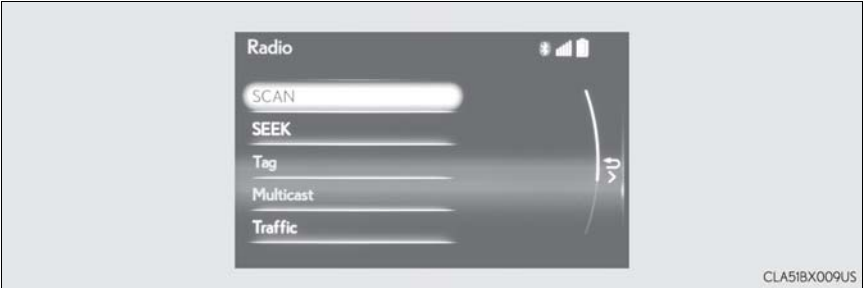 Radio
SCAN
SEEK
Tag
Multicast
Traffic
CLA51BX009US